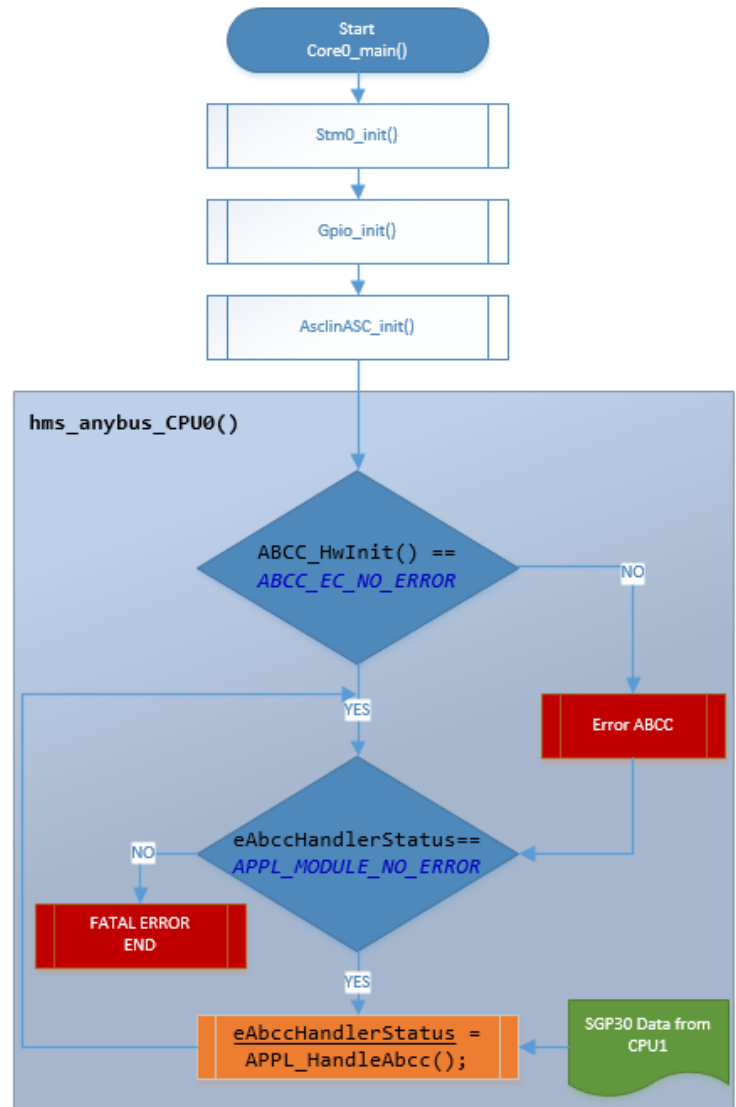 Start
Core0_main()
Stm0_init()
Gpio_init()
AsclinASC_init()
hms_anybus_CPU0()
ABCC_HwInit() ==
ABCC_EC_NO_ERROR
NO
YES
Error ABCC
eAbccHandlerStatus==
APPL_MODULE_NO_ERROR
NO
FATAL ERROR
END
YES
eAbccHandlerStatus =
APPL_HandleAbcc();
SGP30 Data from
CPU1